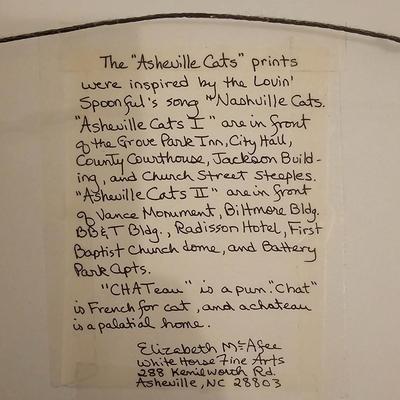 The "Asheville Cats" prints
were inspired by the Lovin'
Spoonful's song "Nashville Cats.
"Asheville Cats I" are in front
of the Grove Park Inn, City Hall,
County Courthouse, Jackson Build-
ing, and Church Street Steeples.
"Asheville Cats II" are in front
of Vance Monument, Biltmore Bldg.
BB&T Bldg., Radisson Hotel, First
Baptist Church dome, and Battery
Park Apts.
"CHATeau" is a pun. "Chat"
is French for cat, and a chateau
is a palatial home.
Elizabeth McAfee
White Horse Fine Arts
288 Kenilworth Rd.
Asheville, NC 28803